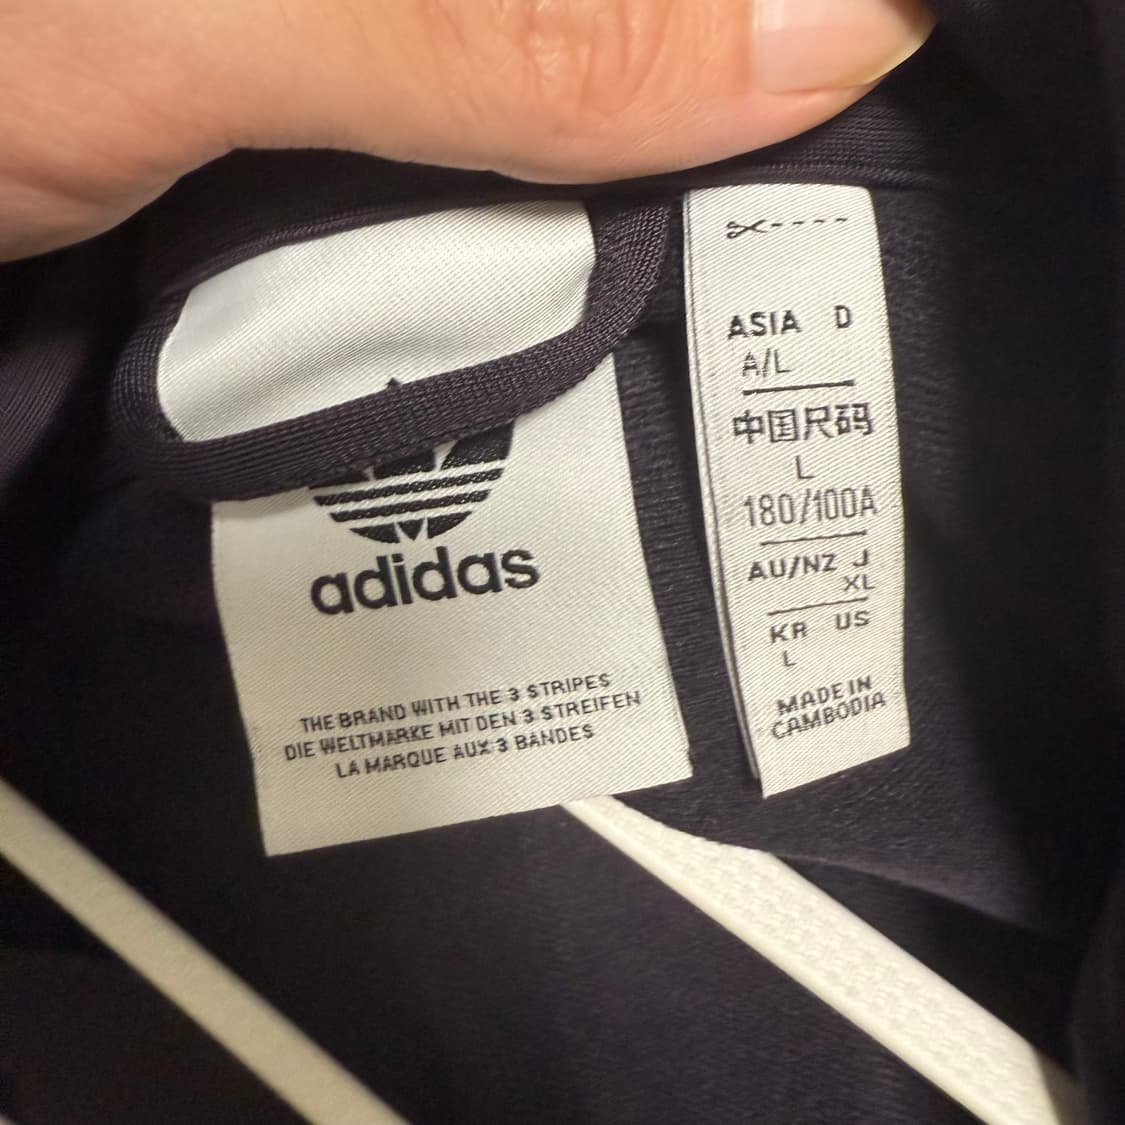 adidas
THE BRAND WITH THE 3 STRIPES
DIE WELTMARKE MIT DEN 3 STREIFEN
LA MARQUE AUX 3 BANDES
ASIA D
A/L
中国尺码
L
180/100A
AU/NZ J
XL
KR US
L
MADE IN
CAMBODIA